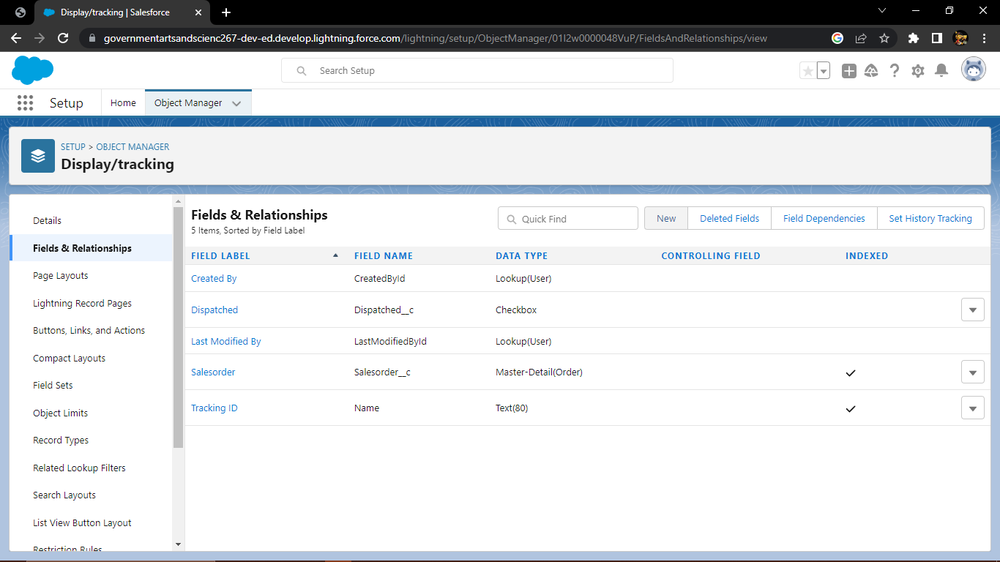 Display/tracking | Salesforce
governmentartsandscienc267-dev-ed.develop.lightning.force.com/lightning/setup/ObjectManager/01I2w0000048VuP/FieldsAndRelationships/view
Search Setup
Setup Home Object Manager
SETUP > OBJECT MANAGER
Display/tracking
Details
Fields & Relationships
Page Layouts
Lightning Record Pages
Buttons, Links, and Actions
Compact Layouts
Field Sets
Object Limits
Record Types
Related Lookup Filters
Search Layouts
List View Button Layout
Restriction Rules
Fields & Relationships
5 Items, Sorted by Field Label
Quick Find New Deleted Fields Field Dependencies Set History Tracking
FIELD LABEL FIELD NAME DATA TYPE CONTROLLING FIELD INDEXED
Created By CreatedById Lookup(User)
Dispatched Dispatched__c Checkbox
Last Modified By LastModifiedById Lookup(User)
Salesorder Salesorder__c Master-Detail(Order)
Tracking ID Name Text(80)